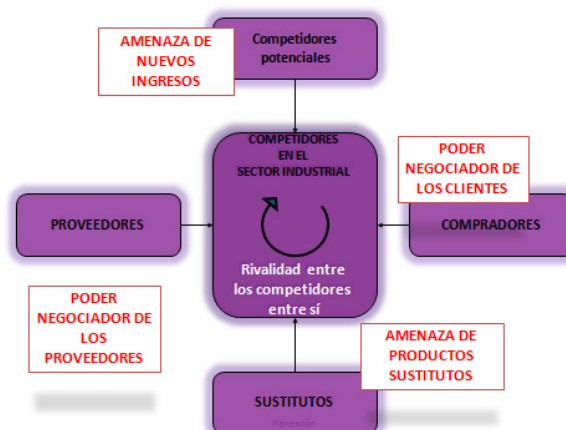 AMENAZA DE
NUEVOS
INGRESOS
Competidores
potenciales
COMPETIDORES
EN EL
SECTOR INDUSTRIAL
PODER
NEGOCIADOR DE
LOS CLIENTES
PROVEEDORES
COMPRADORES
Rivalidad entre
los competidores
entre sí
PODER
NEGOCIADOR DE
LOS
PROVEEDORES
AMENAZA DE
PRODUCTOS
SUSTITUTOS
SUSTITUTOS
Planeación